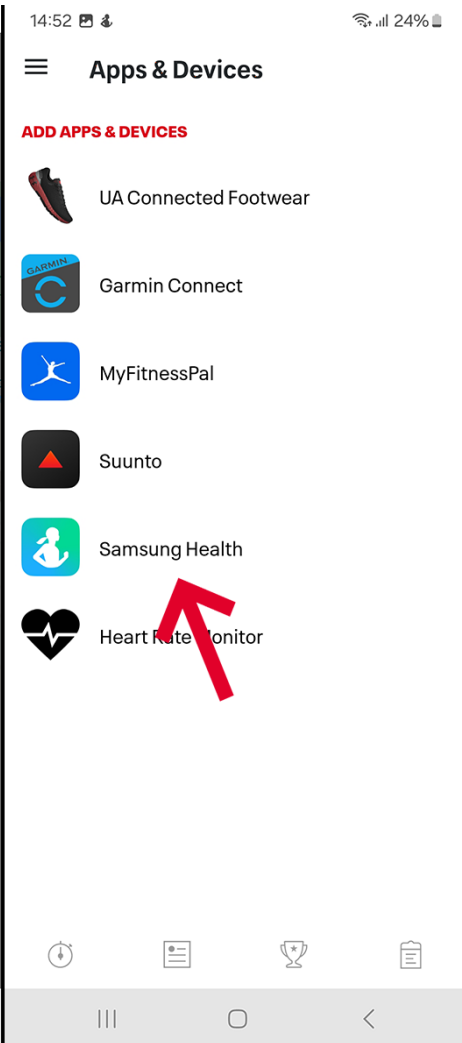 14:52 24%
Apps & Devices
ADD APPS & DEVICES
UA Connected Footwear
GARMIN
Garmin Connect
MyFitnessPal
Suunto
Samsung Health
Heart Rate Monitor